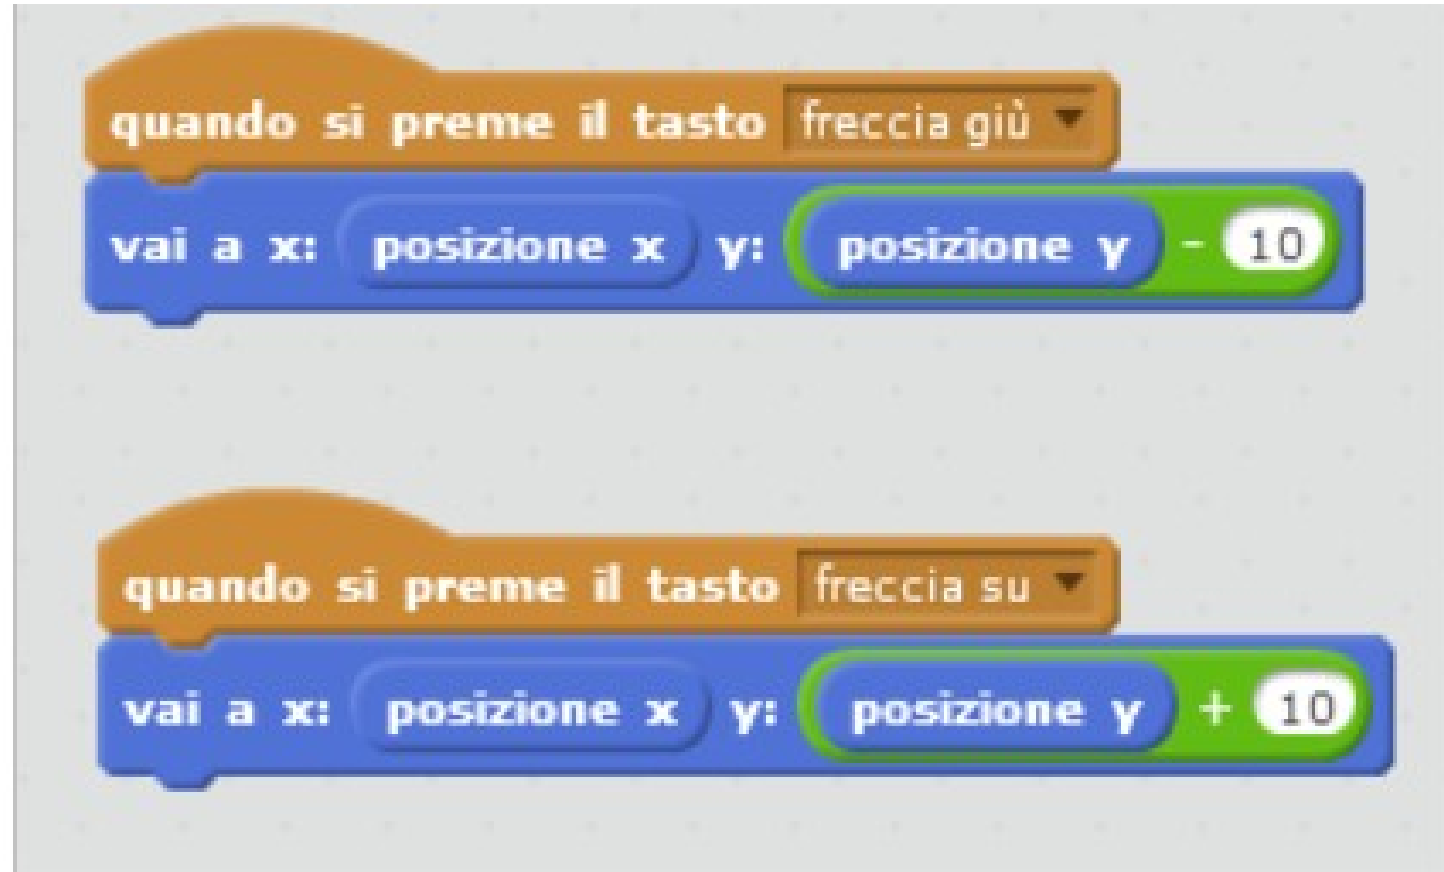 quando si preme il tasto freccia giù
vai a x: posizione x y: posizione y - 10
quando si preme il tasto freccia su
vai a x: posizione x y: posizione y + 10